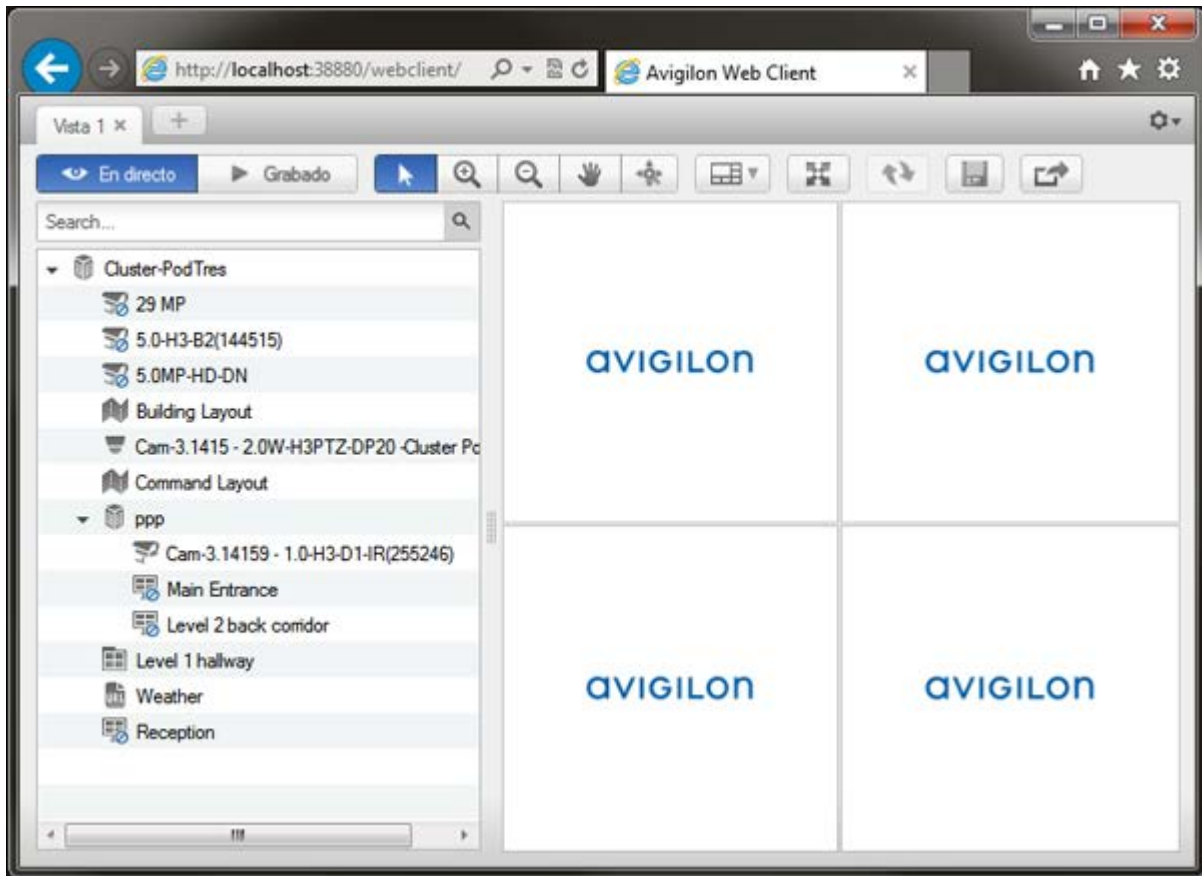 http://localhost:38880/webclient/
Avigilon Web Client
Vista 1
En directo
Grabado
Search...
Cluster-PodTres
29 MP
5.0-H3-B2(144515)
5.0MP-HD-DN
Building Layout
Cam-3.1415 - 2.0W-H3PTZ-DP20 -Cluster Po
Command Layout
ppp
Cam-3.14159 - 1.0-H3-D1-IR(255246)
Main Entrance
Level 2 back corridor
Level 1 hallway
Weather
Reception
avigilon
avigilon
avigilon
avigilon